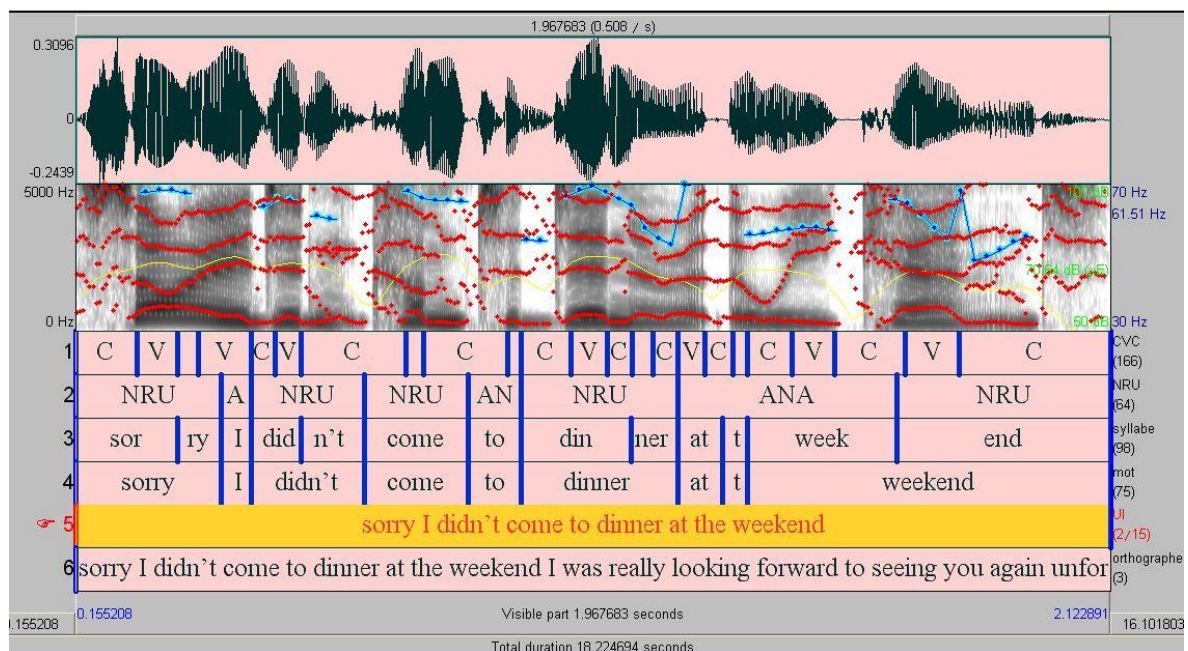 1.967683 (0.508 / s)
0.3096
0
-0.2439
5000 Hz 70 Hz
61.51 Hz
0 Hz 50 dB 30 Hz
1 C V V C V C C C V C C V C C V C V C CVC (166)
2 NRU A NRU NRU AN NRU ANA NRU NRU (64)
3 sor ry I did n't come to din ner at t week end syllabe (98)
4 sorry I didn't come to dinner at t weekend mot (75)
5 sorry I didn't come to dinner at the weekend UI (2/15)
6 sorry I didn't come to dinner at the weekend I was really looking forward to seeing you again unfor orthographe (3)
0.155208 Visible part 1.967683 seconds 2.122891
).155208 16.101803
Total duration 18.224694 seconds